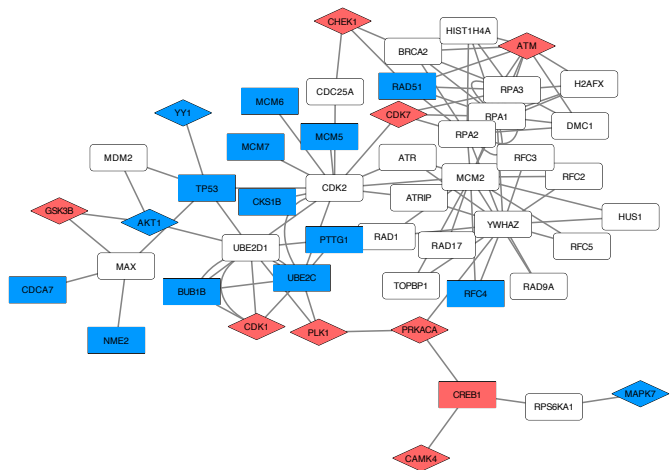 CHEK1
HIST1H4A
BRCA2
ATM
RAD51
RPA3
H2AFX
CDC25A
MCM6
YY1
CDK7
RPA1
DMC1
MCM5
RPA2
MCM7
MDM2
ATR
RFC3
MCM2
RFC2
TP53
CDK2
CKS1B
ATRIP
GSK3B
AKT1
HUS1
YWHAZ
UBE2D1
PTTG1
RAD1
RAD17
RFC5
MAX
UBE2C
TOPBP1
RAD9A
CDCA7
BUB1B
RFC4
CDK1
PLK1
PRKACA
NME2
CREB1
RPS6KA1
MAPK7
CAMK4